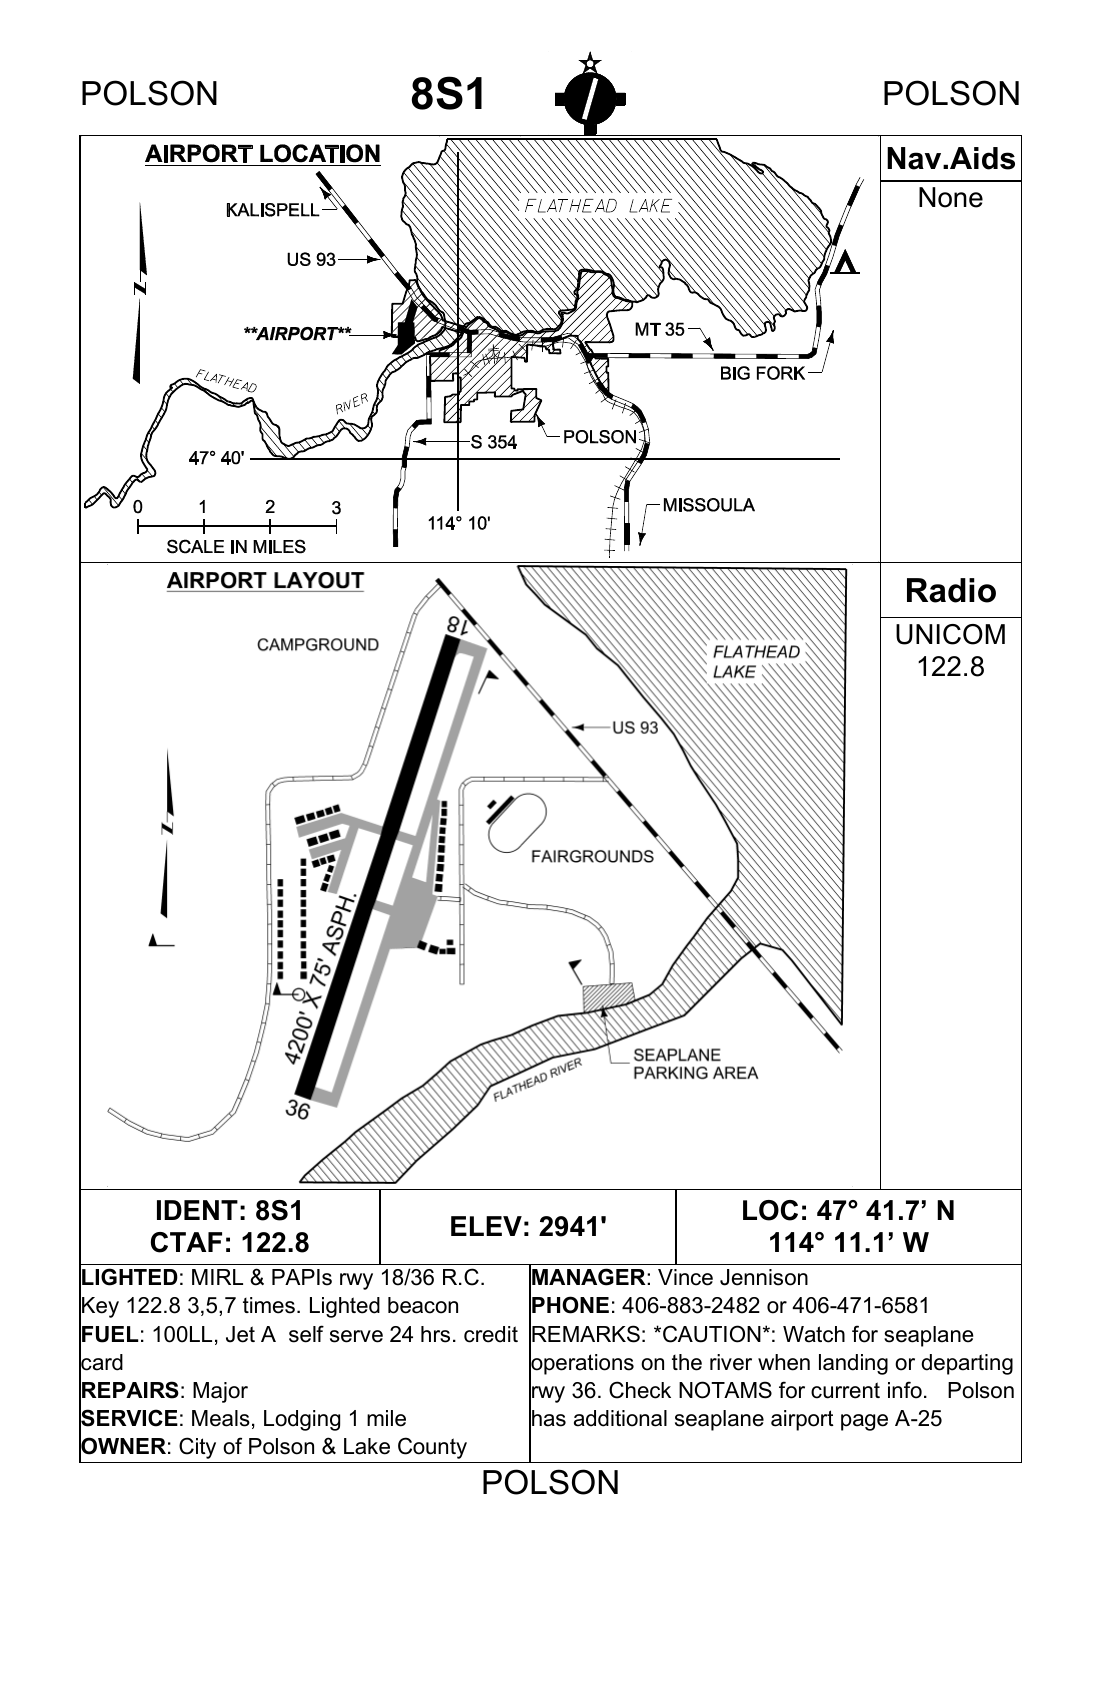 POLSON 8S1 POLSON
AIRPORT LOCATION
Nav.Aids
None
KALISPELL
FLATHEAD LAKE
US 93
N
**AIRPORT**
MT 35
BIG FORK
FLATHEAD
RIVER
S 354
POLSON
47° 40'
0 1 2 3
SCALE IN MILES
114° 10'
MISSOULA
AIRPORT LAYOUT
Radio
UNICOM
122.8
18
CAMPGROUND
FLATHEAD
LAKE
US 93
N
FAIRGROUNDS
4200' X 75' ASPH.
36
SEAPLANE
PARKING AREA
FLATHEAD RIVER
IDENT: 8S1
CTAF: 122.8
ELEV: 2941'
LOC: 47° 41.7’ N
114° 11.1’ W
LIGHTED: MIRL & PAPIs rwy 18/36 R.C.
Key 122.8 3,5,7 times. Lighted beacon
FUEL: 100LL, Jet A  self serve 24 hrs. credit
card
REPAIRS: Major
SERVICE: Meals, Lodging 1 mile
OWNER: City of Polson & Lake County
MANAGER: Vince Jennison
PHONE: 406-883-2482 or 406-471-6581
REMARKS: *CAUTION*: Watch for seaplane
operations on the river when landing or departing
rwy 36. Check NOTAMS for current info.   Polson
has additional seaplane airport page A-25
POLSON